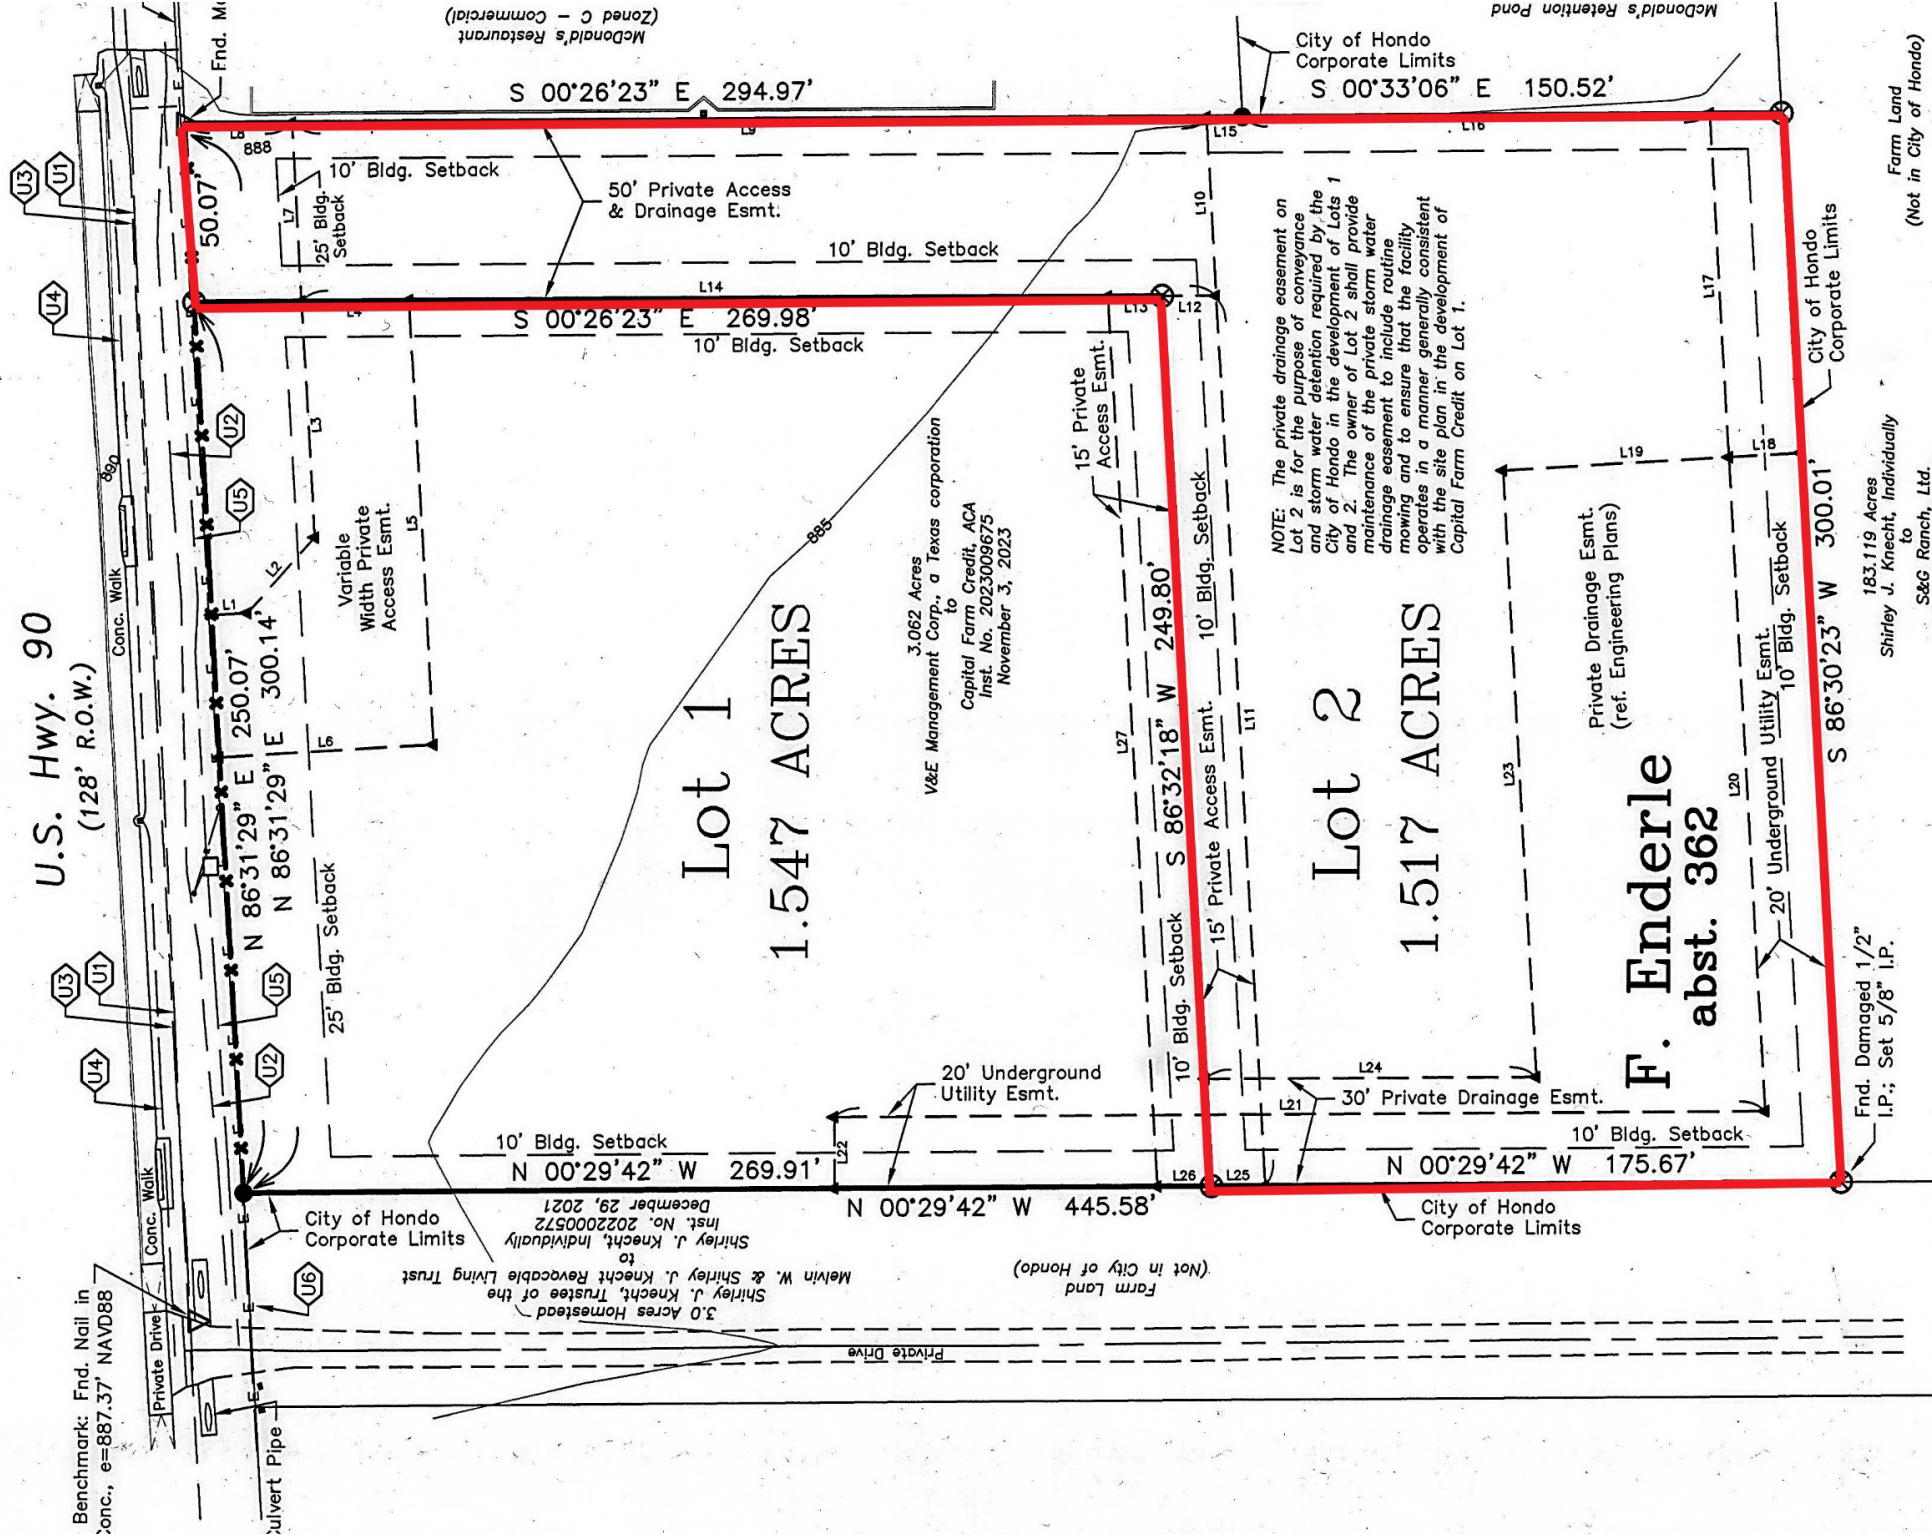 U.S. Hwy. 90
(128' R.O.W.)
McDonald's Restaurant
(Zoned C – Commercial)
McDonald's Retention Pond
City of Hondo
Corporate Limits
S 00°26'23" E 294.97'
S 00°33'06" E 150.52'
Fnd.
Farm Land
(Not in City of Hondo)
U3
U1
U4
U2
U5
888
890
885
50.07'
L8
L9
L15
L16
10' Bldg. Setback
25' Bldg.
Setback
L7
50' Private Access
& Drainage Esmt.
10' Bldg. Setback
L10
L17
L14
L4
L13
L12
S 00°26'23" E 269.98'
10' Bldg. Setback
15' Private
Access Esmt.
NOTE: The private drainage easement on
Lot 2 is for the purpose of conveyance
and storm water detention required by the
City of Hondo in the development of Lots 1
and 2. The owner of Lot 2 shall provide
maintenance of the private storm water
drainage easement to include routine
mowing and to ensure that the facility
operates in a manner generally consistent
with the site plan in the development of
Capital Farm Credit on Lot 1.
City of Hondo
Corporate Limits
L3
L5
L1
L2
L6
L18
L19
Variable
Width Private
Access Esmt.
Conc. Walk
N 86°31'29" E 250.07'
N 86°31'29" E 300.14'
25' Bldg. Setback
Lot 1
1.547 ACRES
3.062 Acres
V&E Management Corp., a Texas corporation
to
Capital Farm Credit, ACA
Inst. No. 2023009675
November 3, 2023
L27
S 86°32'18" W 249.80'
10' Bldg. Setback
10' Bldg. Setback
15' Private Access Esmt.
L11
Lot 2
1.517 ACRES
Private Drainage Esmt.
(ref. Engineering Plans)
L23
L20
F. Enderle
abst. 362
20' Underground Utility Esmt.
10' Bldg. Setback
S 86°30'23" W 300.01'
183.119 Acres
Shirley J. Knecht, Individually
to
S&G Ranch, Ltd.
Fnd. Damaged 1/2"
I.P.; Set 5/8" I.P.
U3
U1
U4
U5
U2
U6
20' Underground
Utility Esmt.
L24
L21
30' Private Drainage Esmt.
10' Bldg. Setback
L22
L26
L25
10' Bldg. Setback
N 00°29'42" W 269.91'
N 00°29'42" W 445.58'
N 00°29'42" W 175.67'
City of Hondo
Corporate Limits
City of Hondo
Corporate Limits
3.0 Acres Homestead
Shirley J. Knecht, Trustee of the
Melvin W. & Shirley J. Knecht Revocable Living Trust
to
Shirley J. Knecht, Individually
Inst. No. 2022000572
December 29, 2021
Farm Land
(Not in City of Hondo)
Conc. Walk
Private Drive
Private Drive
Benchmark: Fnd. Nail in
Conc., e=887.37' NAVD88
Culvert Pipe
E